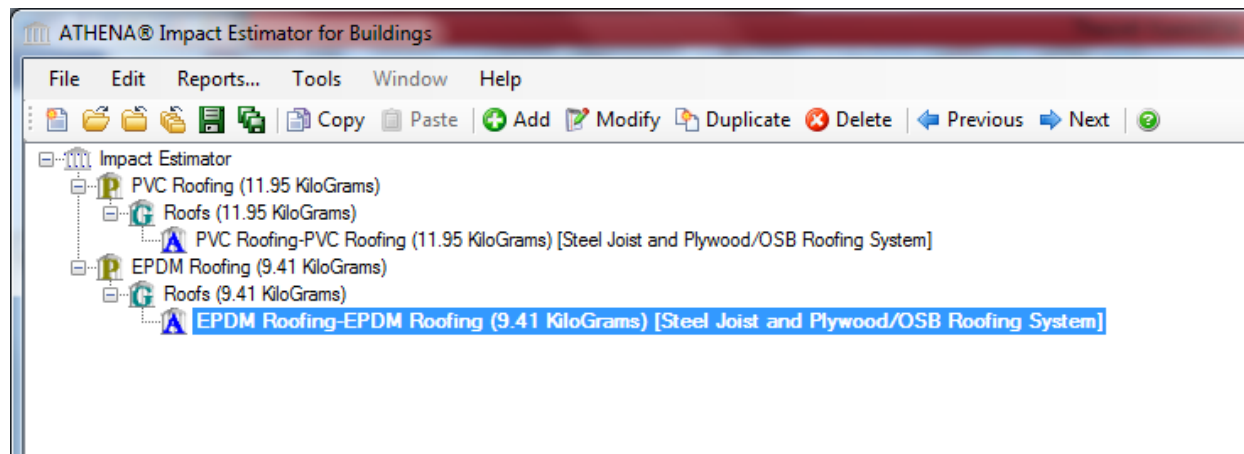 ATHENA® Impact Estimator for Buildings
File Edit Reports... Tools Window Help
Copy Paste Add Modify Duplicate Delete Previous Next
Impact Estimator
P PVC Roofing (11.95 KiloGrams)
G Roofs (11.95 KiloGrams)
A PVC Roofing-PVC Roofing (11.95 KiloGrams) [Steel Joist and Plywood/OSB Roofing System]
P EPDM Roofing (9.41 KiloGrams)
G Roofs (9.41 KiloGrams)
A EPDM Roofing-EPDM Roofing (9.41 KiloGrams) [Steel Joist and Plywood/OSB Roofing System]